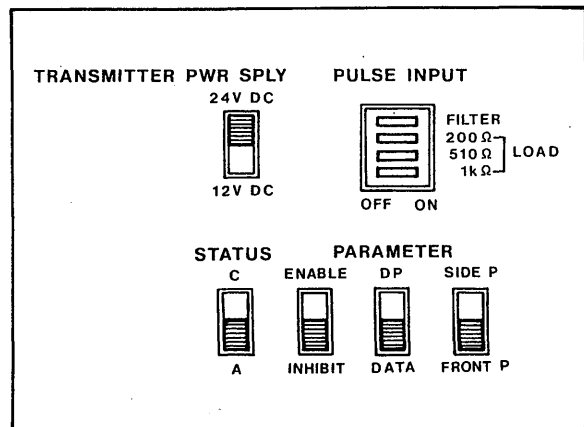 TRANSMITTER PWR SPLY
24V DC
12V DC
PULSE INPUT
FILTER
200 Ω
510 Ω
1k Ω
LOAD
OFF ON
STATUS
C
A
PARAMETER
ENABLE
INHIBIT
DP
DATA
SIDE P
FRONT P